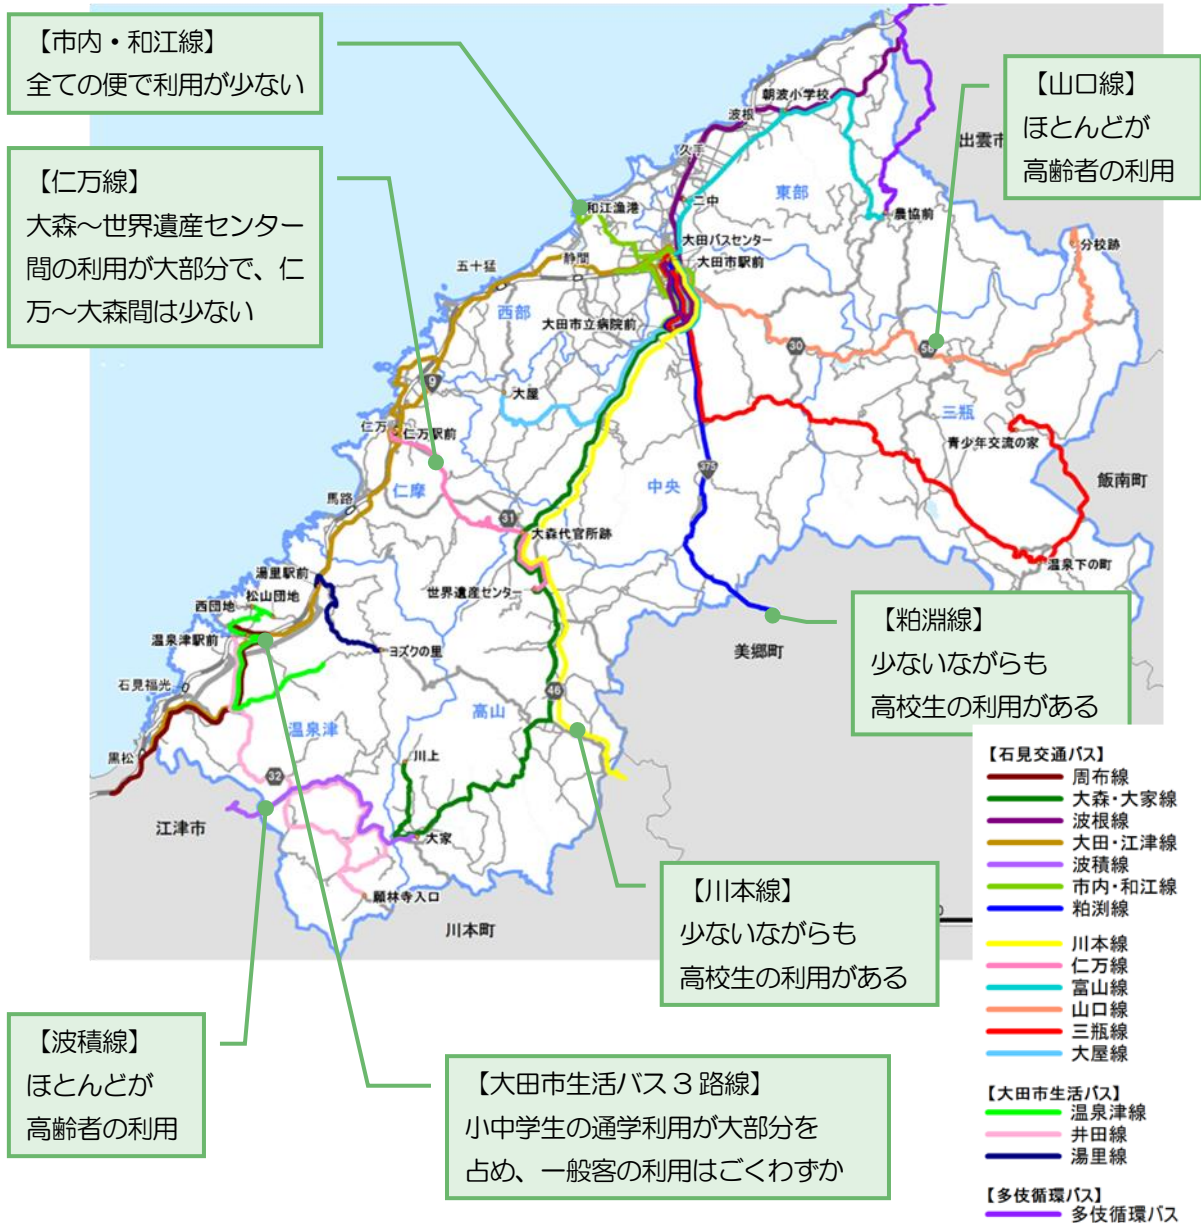 【市内・和江線】
全ての便で利用が少ない
【仁万線】
大森～世界遺産センター
間の利用が大部分で、仁
万～大森間は少ない
【山口線】
ほとんどが
高齢者の利用
朝波小学校
波根
久手
出雲市
二中
東部
農協前
和江漁港
大田バスセンター
大田市駅前
分校跡
静間
五十猛
西部
大田市立病院前
30
56
9
大屋
三瓶
青少年交流の家
仁万
仁万駅前
375
中央
飯南町
仁摩
馬路
31
大森代官所跡
温泉下の町
湯里駅前
世界遺産センター
西団地
松山団地
温泉津駅前
ヨズクの里
美郷町
【粕淵線】
少ないながらも
高校生の利用がある
石見福光
46
高山
温泉津
黒松
川上
32
江津市
大家
願林寺入口
川本町
【川本線】
少ないながらも
高校生の利用がある
【波積線】
ほとんどが
高齢者の利用
【大田市生活バス３路線】
小中学生の通学利用が大部分を
占め、一般客の利用はごくわずか
【石見交通バス】
周布線
大森・大家線
波根線
大田・江津線
波積線
市内・和江線
粕渕線
川本線
仁万線
富山線
山口線
三瓶線
大屋線
【大田市生活バス】
温泉津線
井田線
湯里線
【多伎循環バス】
多伎循環バス